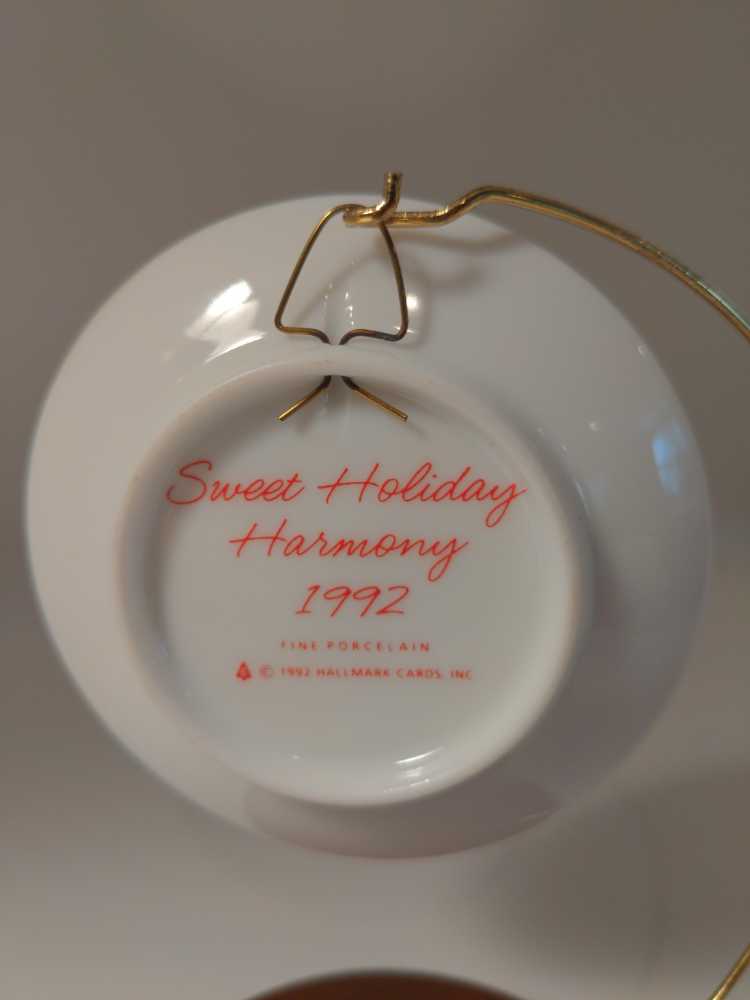 Sweet Holiday
Harmony
1992
FINE PORCELAIN
© 1992 HALLMARK CARDS, INC